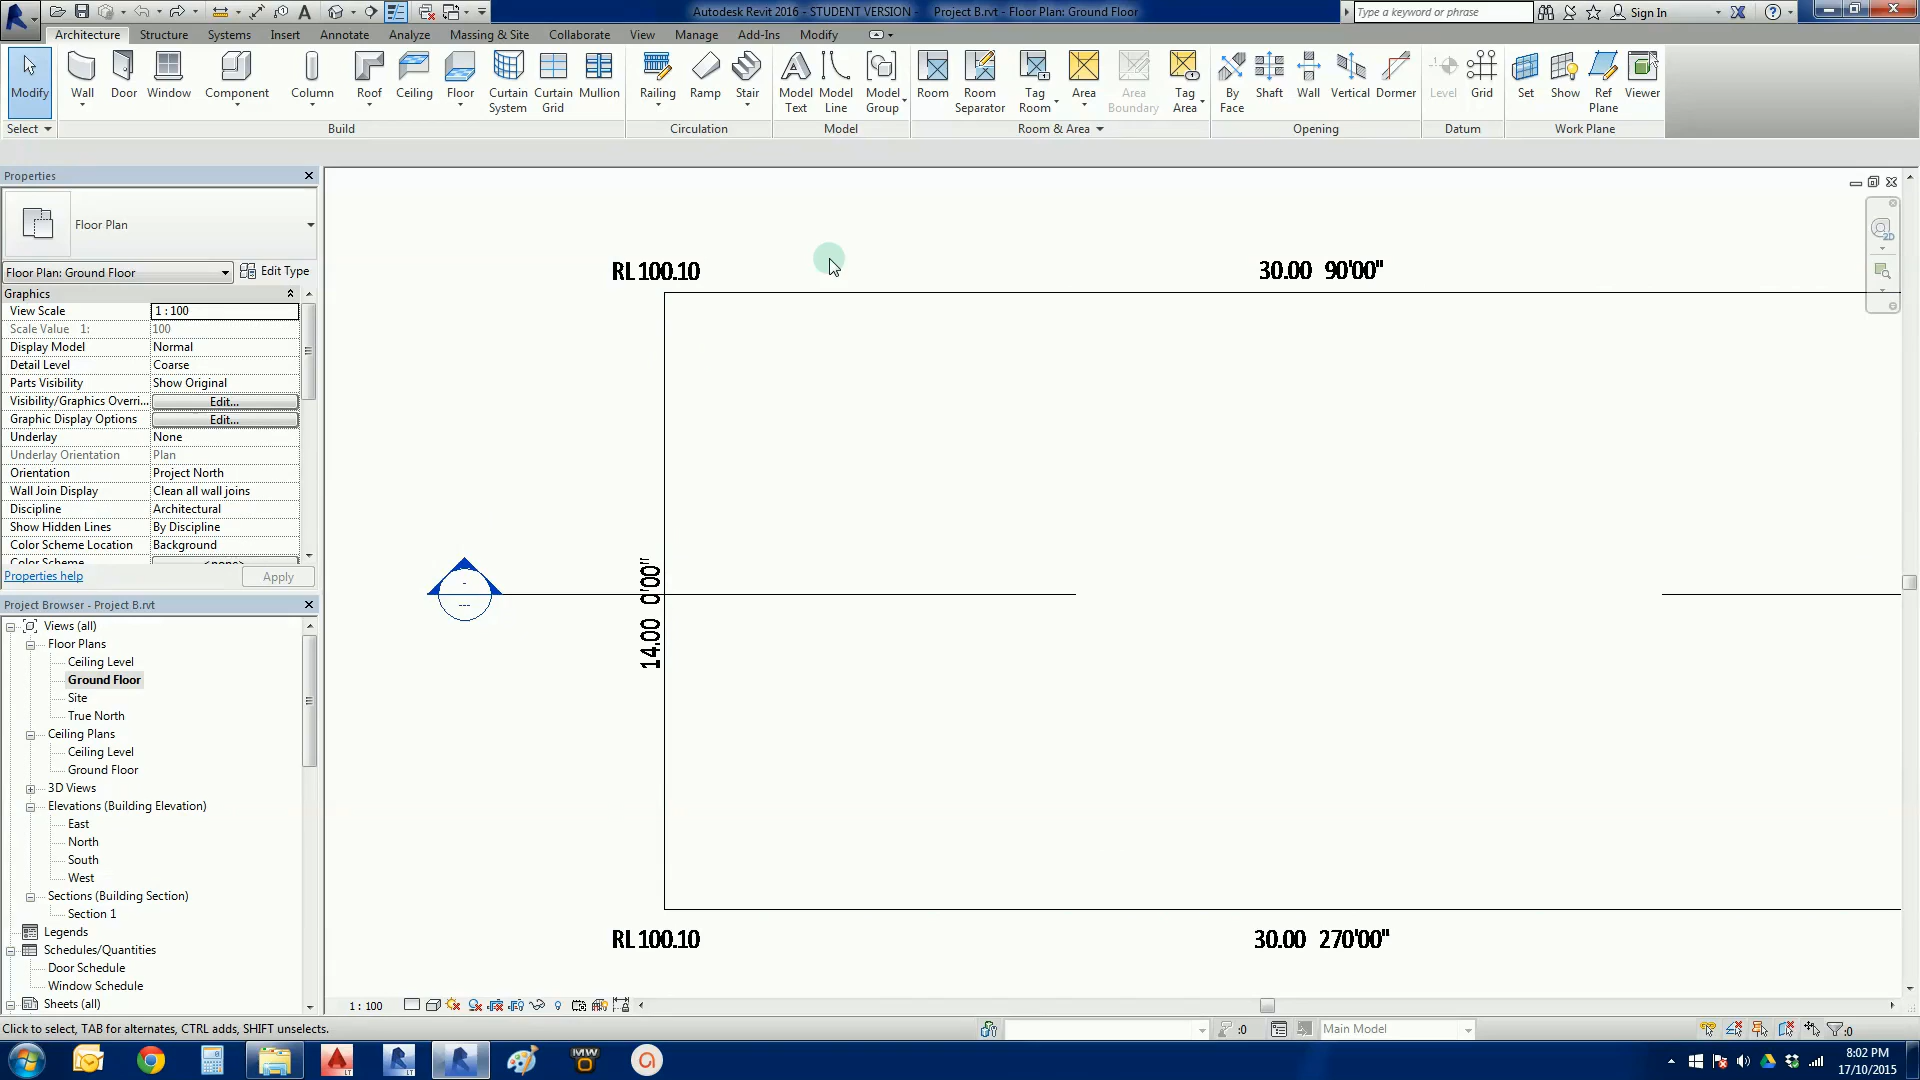 Autodesk Revit 2016 - STUDENT VERSION - Project B.rvt - Floor Plan: Ground Floor
Type a keyword or phrase
Sign In
Architecture Structure Systems Insert Annotate Analyze Massing & Site Collaborate View Manage Add-Ins Modify
Modify Wall Door Window Component Column Roof Ceiling Floor Curtain System Curtain Grid Mullion Railing Ramp Stair Model Text Model Line Model Group Room Room Separator Tag Room Area Area Boundary Tag Area By Face Shaft Wall Vertical Dormer Level Grid Set Show Ref Plane Viewer
Select Build Circulation Model Room & Area Opening Datum Work Plane
Properties
Floor Plan
Floor Plan: Ground Floor Edit Type
Graphics
View Scale 1 : 100
Scale Value 1: 100
Display Model Normal
Detail Level Coarse
Parts Visibility Show Original
Visibility/Graphics Overri... Edit...
Graphic Display Options Edit...
Underlay None
Underlay Orientation Plan
Orientation Project North
Wall Join Display Clean all wall joins
Discipline Architectural
Show Hidden Lines By Discipline
Color Scheme Location Background
Color Scheme <none>
Properties help Apply
Project Browser - Project B.rvt
Views (all)
Floor Plans
Ceiling Level
Ground Floor
Site
True North
Ceiling Plans
Ceiling Level
Ground Floor
3D Views
Elevations (Building Elevation)
East
North
South
West
Sections (Building Section)
Section 1
Legends
Schedules/Quantities
Door Schedule
Window Schedule
Sheets (all)
RL 100.10
30.00 90'00"
2D
-
---
14.00 0'00"
RL 100.10
30.00 270'00"
1 : 100
Click to select, TAB for alternates, CTRL adds, SHIFT unselects.
:0
Main Model
:0
LT
LT
MW
8:02 PM
17/10/2015